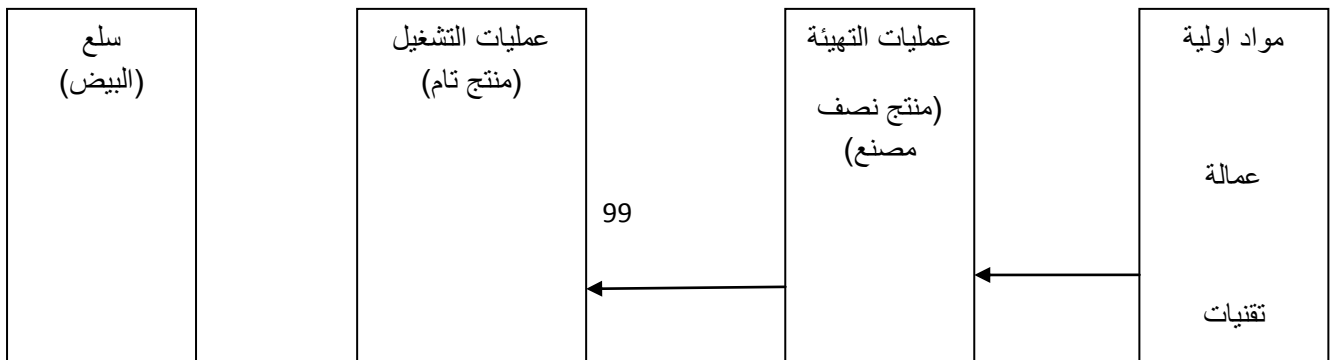 مواد اولية
عمالة
تقنيات
عمليات التهيئة
(منتج نصف
مصنع)
99
عمليات التشغيل
(منتج تام)
سلع
(البيض)